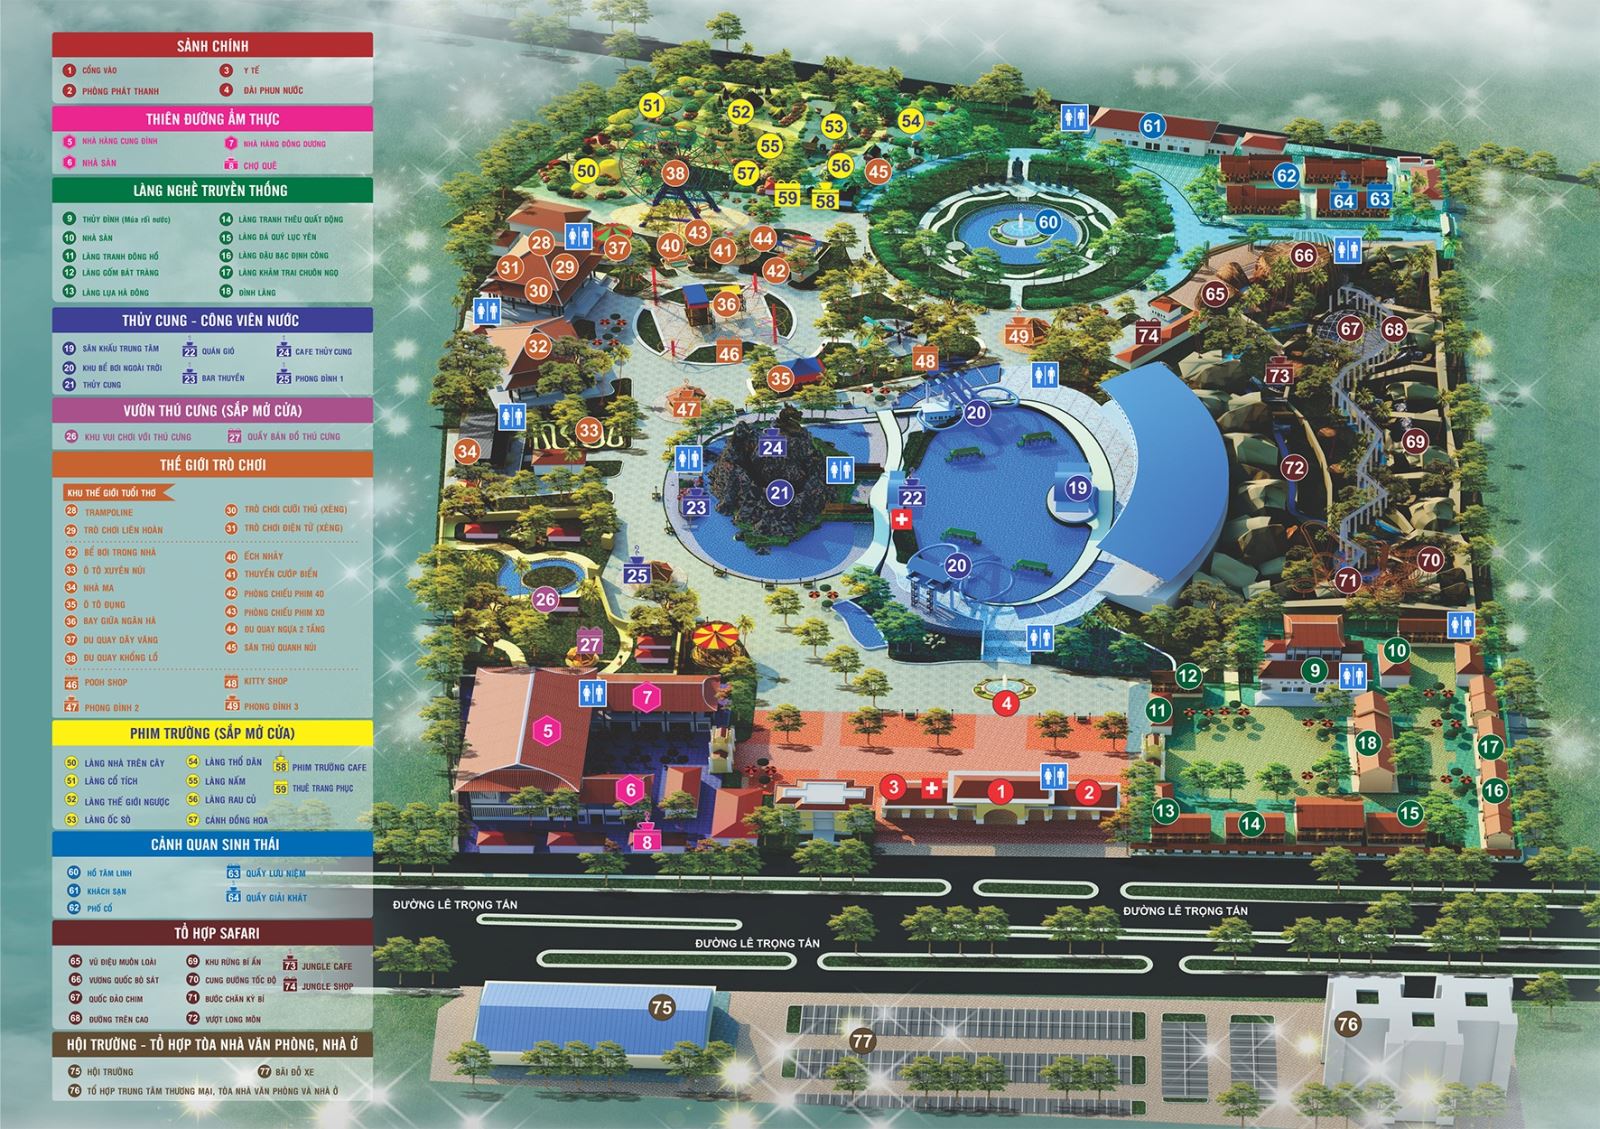 SẢNH CHÍNH
1 CỔNG VÀO
3 Y TẾ
2 PHÒNG PHÁT THANH
4 ĐÀI PHUN NƯỚC
THIÊN ĐƯỜNG ẨM THỰC
5 NHÀ HÀNG CUNG ĐÌNH
7 NHÀ HÀNG ĐÔNG DƯƠNG
6 NHÀ SÀN
8 CHỢ QUÊ
LÀNG NGHỀ TRUYỀN THỐNG
9 THỦY ĐÌNH (Múa rối nước)
14 LÀNG TRANH THÊU QUẤT ĐỘNG
10 NHÀ SÀN
15 LÀNG ĐÁ QUÝ LỤC YÊN
11 LÀNG TRANH ĐÔNG HỒ
16 LÀNG ĐẬU BẠC ĐỊNH CÔNG
12 LÀNG GỐM BÁT TRÀNG
17 LÀNG KHẢM TRAI CHUÔN NGỌ
13 LÀNG LỤA HÀ ĐÔNG
18 ĐÌNH LÀNG
THỦY CUNG - CÔNG VIÊN NƯỚC
19 SÂN KHẤU TRUNG TÂM
22 QUÁN GIÓ
24 CAFE THỦY CUNG
20 KHU BỂ BƠI NGOÀI TRỜI
23 BAR THUYỀN
25 PHONG ĐÌNH 1
21 THỦY CUNG
VƯỜN THÚ CƯNG (SẮP MỞ CỬA)
26 KHU VUI CHƠI VỚI THÚ CƯNG
27 QUẦY BÁN ĐỒ THÚ CƯNG
THẾ GIỚI TRÒ CHƠI
KHU THẾ GIỚI TUỔI THƠ
28 TRAMPOLINE
30 TRÒ CHƠI CƯỠI THÚ (XÈNG)
29 TRÒ CHƠI LIÊN HOÀN
31 TRÒ CHƠI ĐIỆN TỬ (XÈNG)
32 BỂ BƠI TRONG NHÀ
40 ẾCH NHẢY
33 Ô TÔ XUYÊN NÚI
41 THUYỀN CƯỚP BIỂN
34 NHÀ MA
42 PHÒNG CHIẾU PHIM 4D
35 Ô TÔ ĐỤNG
43 PHÒNG CHIẾU PHIM XD
36 BAY GIỮA NGÂN HÀ
44 ĐU QUAY NGỰA 2 TẦNG
37 ĐU QUAY DÂY VĂNG
45 SĂN THÚ QUANH NÚI
38 ĐU QUAY KHỔNG LỒ
46 POOH SHOP
48 KITTY SHOP
47 PHONG ĐÌNH 2
49 PHONG ĐÌNH 3
PHIM TRƯỜNG (SẮP MỞ CỬA)
50 LÀNG NHÀ TRÊN CÂY
54 LÀNG THỔ DÂN
58 PHIM TRƯỜNG CAFE
51 LÀNG CỔ TÍCH
55 LÀNG NẤM
59 THUÊ TRANG PHỤC
52 LÀNG THẾ GIỚI NGƯỢC
56 LÀNG RAU CỦ
53 LÀNG ỐC SÒ
57 CÁNH ĐỒNG HOA
CẢNH QUAN SINH THÁI
60 HỒ TÂM LINH
63 QUẦY LƯU NIỆM
61 KHÁCH SẠN
64 QUẦY GIẢI KHÁT
62 PHỐ CỔ
TỔ HỢP SAFARI
65 VŨ ĐIỆU MUÔN LOÀI
69 KHU RỪNG BÍ ẨN
73 JUNGLE CAFE
66 VƯƠNG QUỐC BÒ SÁT
70 CUNG ĐƯỜNG TỐC ĐỘ
74 JUNGLE SHOP
67 QUỐC ĐẢO CHIM
71 BƯỚC CHÂN KỲ BÍ
68 ĐƯỜNG TRÊN CAO
72 VƯỢT LONG MÔN
HỘI TRƯỜNG - TỔ HỢP TÒA NHÀ VĂN PHÒNG, NHÀ Ở
75 HỘI TRƯỜNG
77 BÃI ĐỖ XE
76 TỔ HỢP TRUNG TÂM THƯƠNG MẠI, TÒA NHÀ VĂN PHÒNG VÀ NHÀ Ở
51
52
53
54
61
55
50
38
57
56
45
62
59
58
64
63
60
43
44
28
37
40
41
66
31
29
42
30
36
65
67
68
49
74
32
46
48
35
73
47
20
33
69
34
24
72
21
22
19
23
20
70
25
71
26
27
10
9
12
7
4
11
5
18
17
3
1
2
6
16
13
14
15
8
ĐƯỜNG LÊ TRỌNG TẤN
ĐƯỜNG LÊ TRỌNG TẤN
ĐƯỜNG LÊ TRỌNG TẤN
75
76
77